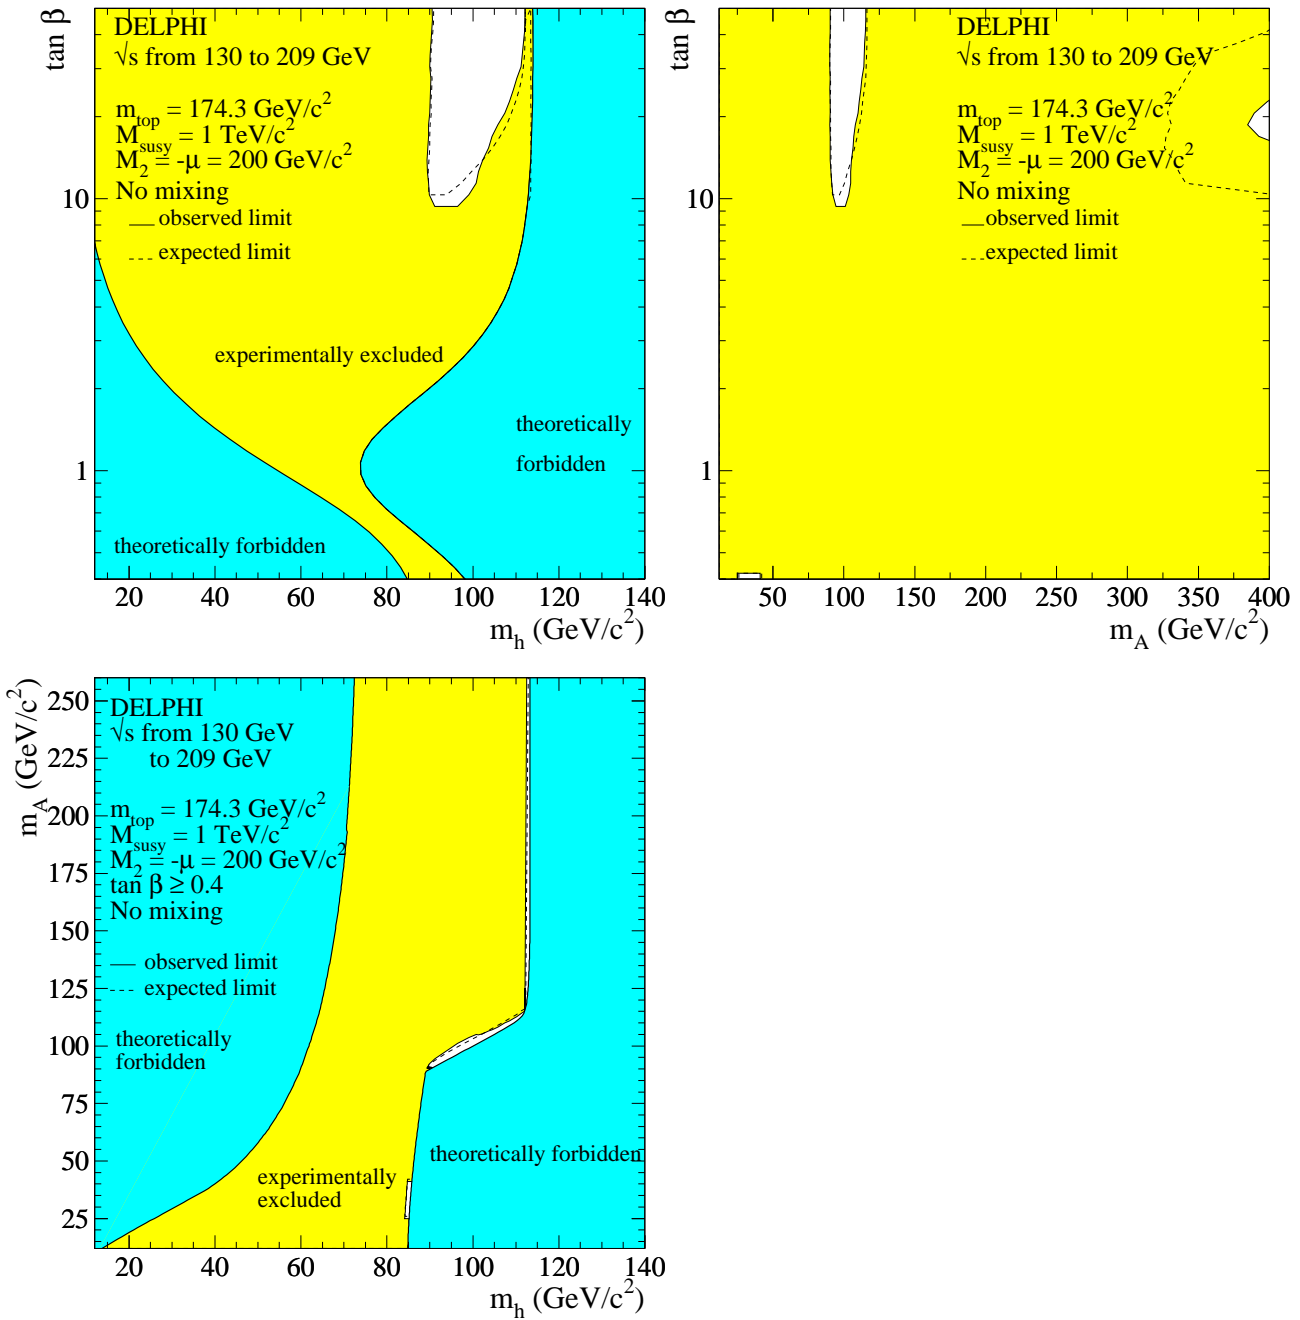 tan β
DELPHI
√s from 130 to 209 GeV
m_top = 174.3 GeV/c²
M_susy = 1 TeV/c²
M_2 = -μ = 200 GeV/c²
No mixing
observed limit
expected limit
10
1
experimentally excluded
theoretically
forbidden
theoretically forbidden
20 40 60 80 100 120 140
m_h (GeV/c²)
tan β
DELPHI
√s from 130 to 209 GeV
m_top = 174.3 GeV/c²
M_susy = 1 TeV/c²
M_2 = -μ = 200 GeV/c²
No mixing
observed limit
expected limit
10
1
50 100 150 200 250 300 350 400
m_A (GeV/c²)
m_A (GeV/c²)
250
225
200
175
150
125
100
75
50
25
DELPHI
√s from 130 GeV
to 209 GeV
m_top = 174.3 GeV/c²
M_susy = 1 TeV/c²
M_2 = -μ = 200 GeV/c²
tan β ≥ 0.4
No mixing
observed limit
expected limit
theoretically
forbidden
theoretically forbidden
experimentally
excluded
20 40 60 80 100 120 140
m_h (GeV/c²)